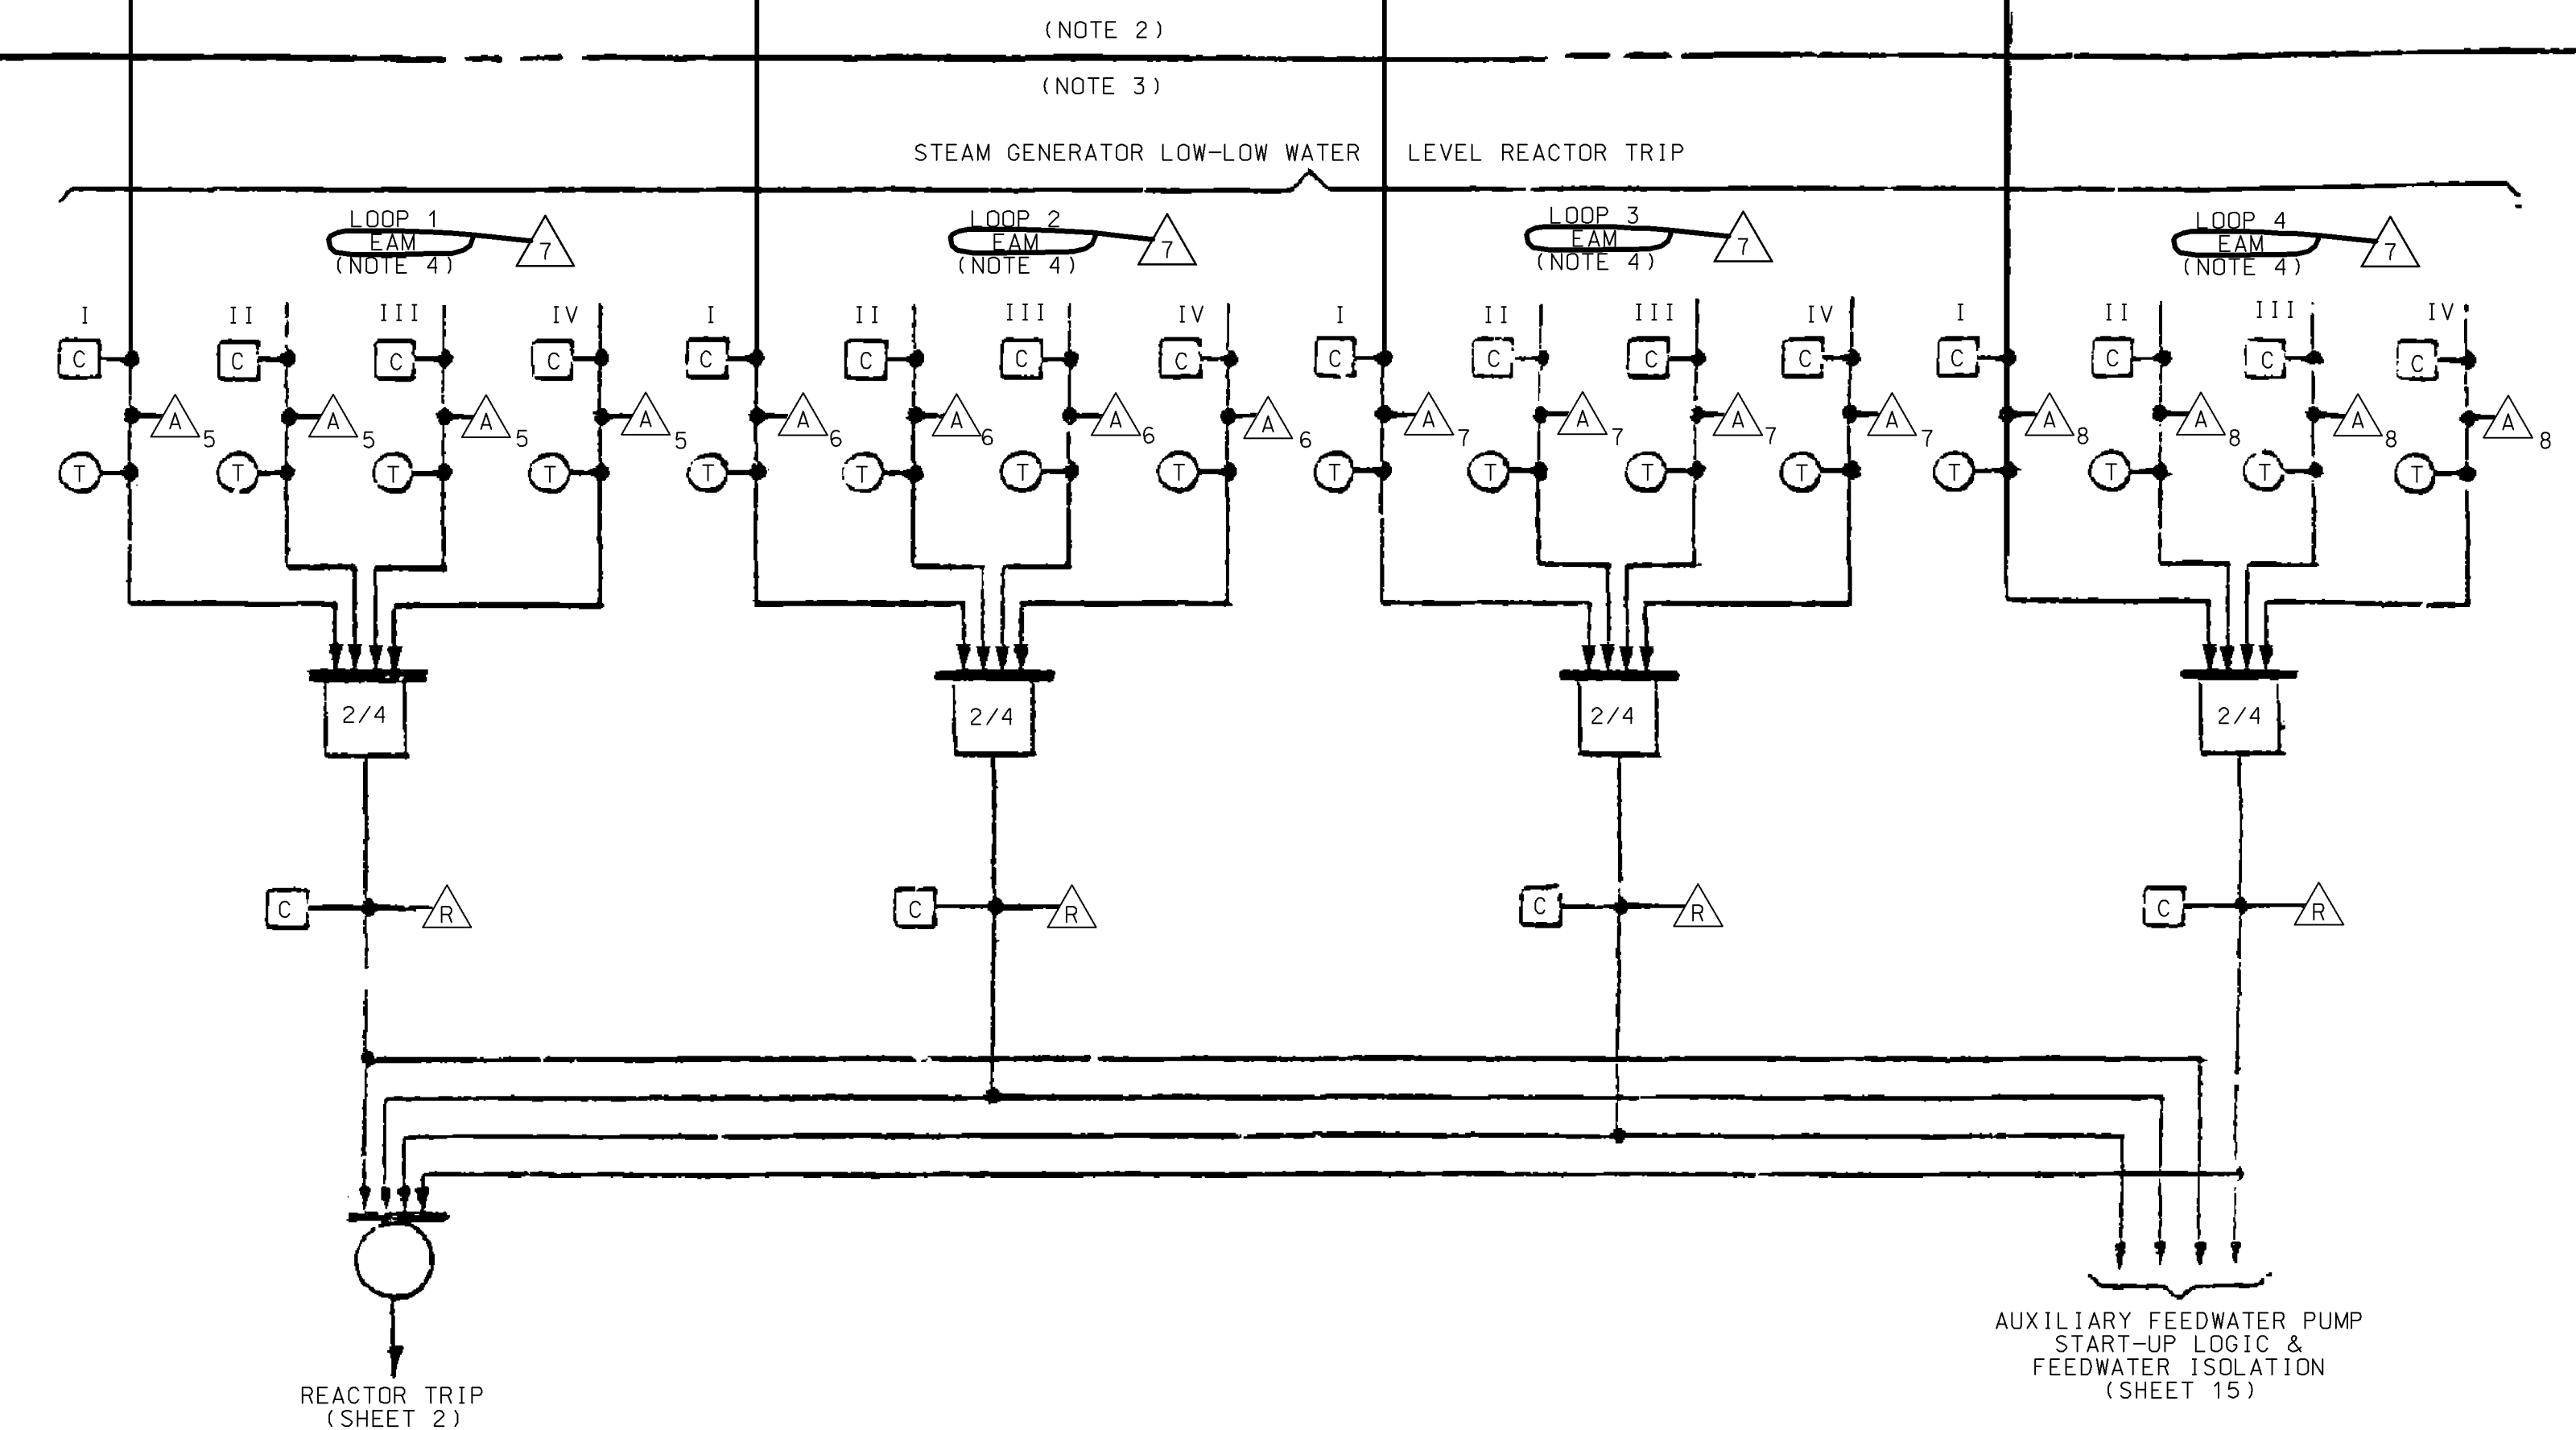 (NOTE 2)
(NOTE 3)
STEAM GENERATOR LOW-LOW WATER LEVEL REACTOR TRIP
LOOP 1
EAM
(NOTE 4)
7
LOOP 2
EAM
(NOTE 4)
7
LOOP 3
EAM
(NOTE 4)
7
LOOP 4
EAM
(NOTE 4)
7
I II III IV I II III IV I II III IV I II III IV
C C C C C C C C C C C C C C C C
A 5 A 5 A 5 A 5 A 6 A 6 A 6 A 6 A 7 A 7 A 7 A 7 A 8 A 8 A 8 A 8
T T T T T T T T T T T T T T T T
2/4 2/4 2/4 2/4
C R C R C R C R
AUXILIARY FEEDWATER PUMP
START-UP LOGIC &
FEEDWATER ISOLATION
(SHEET 15)
REACTOR TRIP
(SHEET 2)